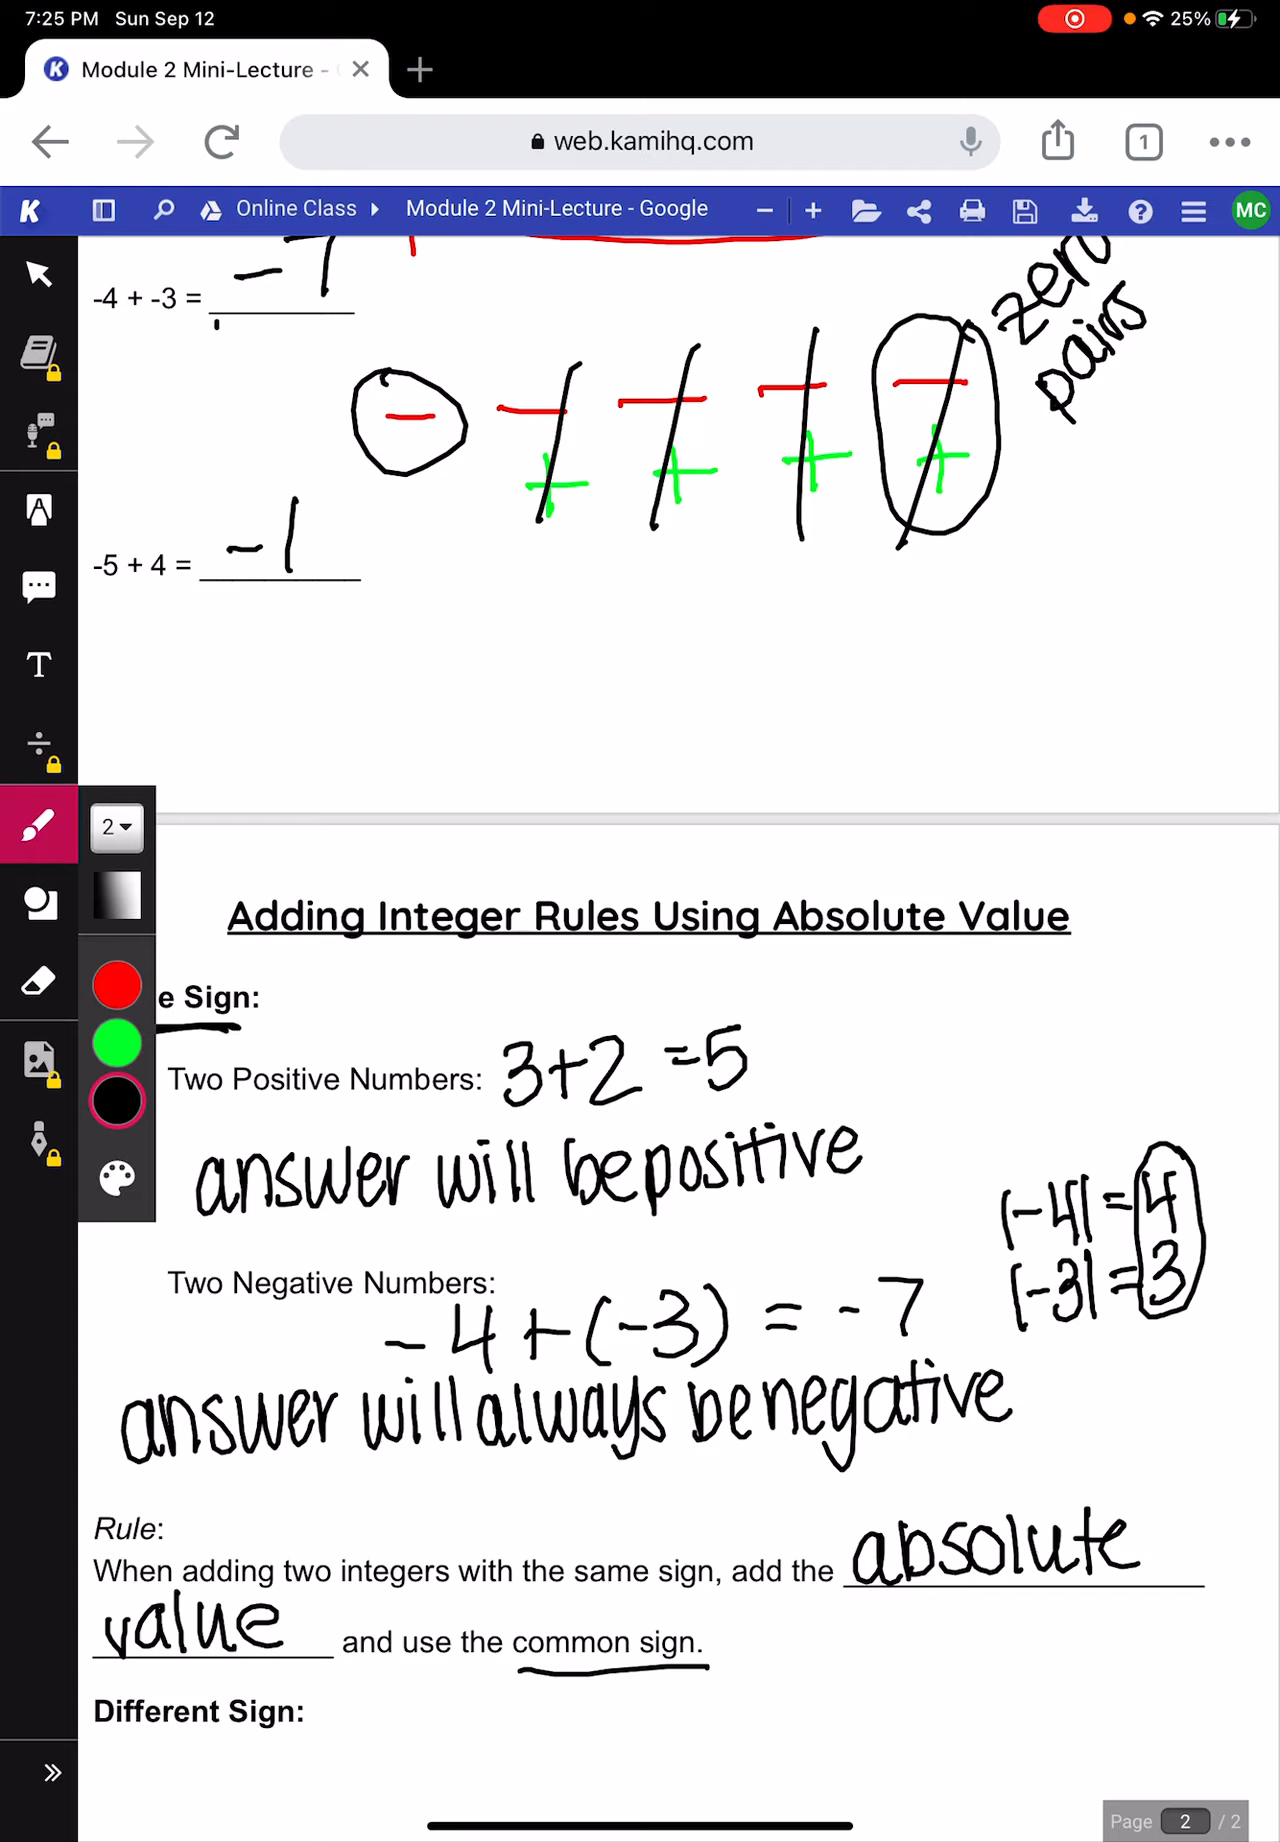 7:25 PM Sun Sep 12
25%
Module 2 Mini-Lecture -
web.kamihq.com
1
K
Online Class
Module 2 Mini-Lecture - Google
MC
-7
-4 + -3 =
zero
pairs
- - - - -
+ + + +
-5 + 4 = -1
T
2
Adding Integer Rules Using Absolute Value
e Sign:
Two Positive Numbers: 3+2 =5
answer will be positive
|-4| = 4
|-3| = 3
Two Negative Numbers:
-4+(-3) = -7
answer will always be negative
Rule:
When adding two integers with the same sign, add the absolute
value and use the common sign.
Different Sign:
Page 2 / 2